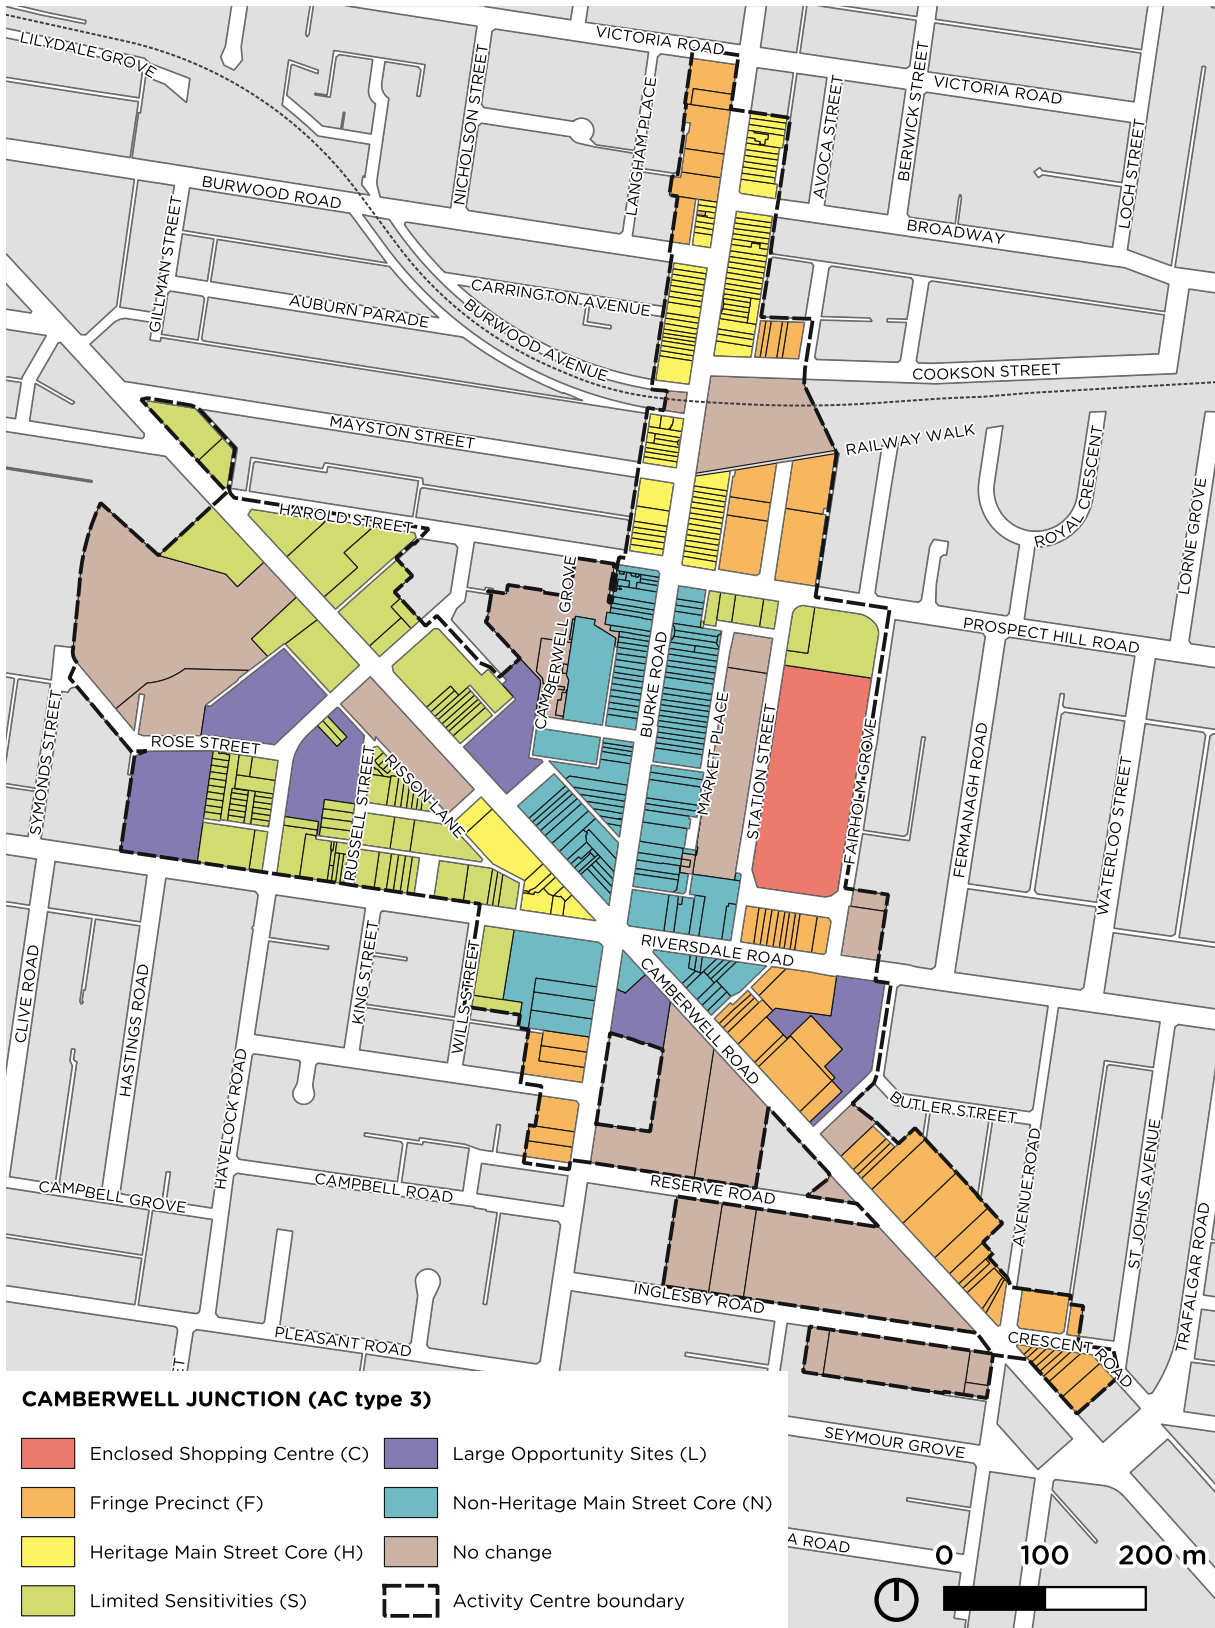 VICTORIA ROAD
LILYDALE GROVE
NICHOLSON STREET
LANGHAM PLACE
AVOCA STREET
BERWICK STREET
VICTORIA ROAD
LOCH STREET
BURWOOD ROAD
GILLMAN STREET
BROADWAY
CARRINGTON AVENUE
AUBURN PARADE
BURWOOD AVENUE
COOKSON STREET
MAYSTON STREET
RAILWAY WALK
ROYAL CRESCENT
LORNE GROVE
HAROLD STREET
CAMBERWELL GROVE
PROSPECT HILL ROAD
BURKE ROAD
MARKET PLACE
STATION STREET
FAIRHOLM GROVE
FERMANAGH ROAD
WATERLOO STREET
SYMONDS STREET
ROSE STREET
RUSSELL STREET
RISSON LANE
RIVERSDALE ROAD
CAMBERWELL ROAD
CLIVE ROAD
HASTINGS ROAD
KING STREET
WILLS STREET
HAVELOCK ROAD
BUTLER STREET
AVENUE ROAD
ST JOHNS AVENUE
TRAFALGAR ROAD
CAMPBELL GROVE
CAMPBELL ROAD
RESERVE ROAD
INGLESBY ROAD
CRESCENT ROAD
PLEASANT ROAD
ET
SEYMOUR GROVE
A ROAD
CAMBERWELL JUNCTION (AC type 3)
Enclosed Shopping Centre (C)
Fringe Precinct (F)
Heritage Main Street Core (H)
Limited Sensitivities (S)
Large Opportunity Sites (L)
Non-Heritage Main Street Core (N)
No change
Activity Centre boundary
0 100 200 m